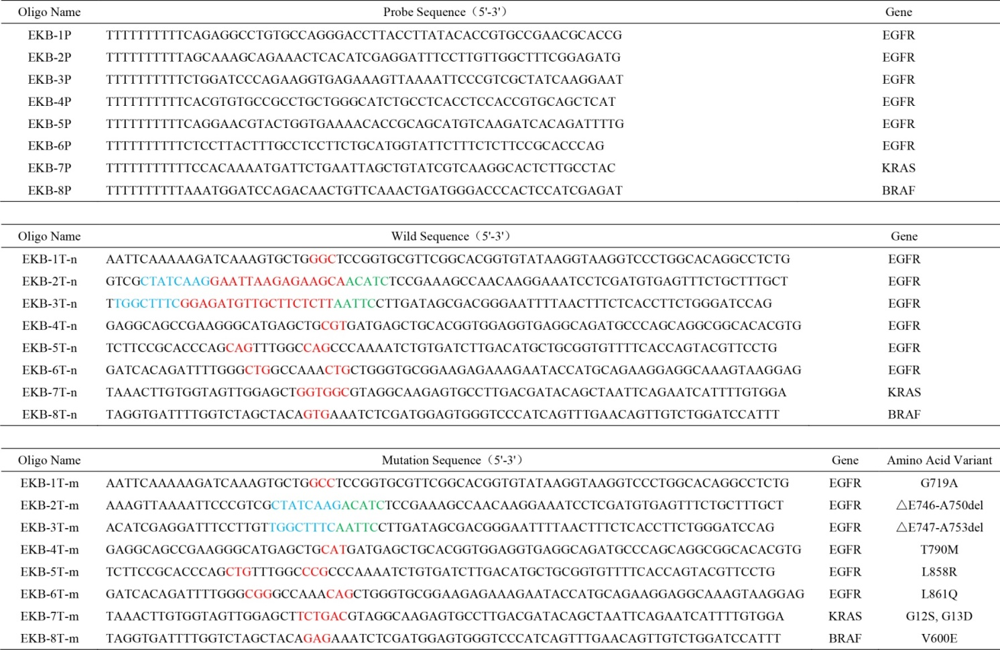 Oligo Name Probe Sequence（5'-3'） Gene
EKB-1P TTTTTTTTTTCAGAGGCCTGTGCCAGGGACCTTACCTTATACACCGTGCCGAACGCACCG EGFR
EKB-2P TTTTTTTTTTAGCAAAGCAGAAACTCACATCGAGGATTTCCTTGTTGGCTTTCGGAGATG EGFR
EKB-3P TTTTTTTTTTCTGGATCCCAGAAGGTGAGAAAGTTAAAATTCCCGTCGCTATCAAGGAAT EGFR
EKB-4P TTTTTTTTTTCACGTGTGCCGCCTGCTGGGCATCTGCCTCACCTCCACCGTGCAGCTCAT EGFR
EKB-5P TTTTTTTTTTCAGGAACGTACTGGTGAAAACACCGCAGCATGTCAAGATCACAGATTTTG EGFR
EKB-6P TTTTTTTTTTCTCCTTACTTTGCCTCCTTCTGCATGGTATTCTTTCTCTTCCGCACCCAG EGFR
EKB-7P TTTTTTTTTTTCCACAAAATGATTCTGAATTAGCTGTATCGTCAAGGCACTCTTGCCTAC KRAS
EKB-8P TTTTTTTTTTAAATGGATCCAGACAACTGTTCAAACTGATGGGACCCACTCCATCGAGAT BRAF
Oligo Name Wild Sequence（5'-3'） Gene
EKB-1T-n AATTCAAAAAGATCAAAGTGCTGGGCTCCGGTGCGTTCGGCACGGTGTATAAGGTAAGGTCCCTGGCACAGGCCTCTG EGFR
EKB-2T-n GTCGCTATCAAGGAATTAAGAGAAGCAACATCTCCGAAAGCCAACAAGGAAATCCTCGATGTGAGTTTCTGCTTTGCT EGFR
EKB-3T-n TTGGCTTTCGGAGATGTTGCTTCTCTTAATTCCTTGATAGCGACGGGAATTTTAACTTTCTCACCTTCTGGGATCCAG EGFR
EKB-4T-n GAGGCAGCCGAAGGGCATGAGCTGCGTGATGAGCTGCACGGTGGAGGTGAGGCAGATGCCCAGCAGGCGGCACACGTG EGFR
EKB-5T-n TCTTCCGCACCCAGCAGTTTGGCCAGCCCAAAATCTGTGATCTTGACATGCTGCGGTGTTTTCACCAGTACGTTCCTG EGFR
EKB-6T-n GATCACAGATTTTGGGCTGGCCAAACTGCTGGGTGCGGAAGAGAAAGAATACCATGCAGAAGGAGGCAAAGTAAGGAG EGFR
EKB-7T-n TAAACTTGTGGTAGTTGGAGCTGGTGGCGTAGGCAAGAGTGCCTTGACGATACAGCTAATTCAGAATCATTTTGTGGA KRAS
EKB-8T-n TAGGTGATTTTGGTCTAGCTACAGTGAAATCTCGATGGAGTGGGTCCCATCAGTTTGAACAGTTGTCTGGATCCATTT BRAF
Oligo Name Mutation Sequence（5'-3'） Gene Amino Acid Variant
EKB-1T-m AATTCAAAAAGATCAAAGTGCTGGCCTCCGGTGCGTTCGGCACGGTGTATAAGGTAAGGTCCCTGGCACAGGCCTCTG EGFR G719A
EKB-2T-m AAAGTTAAAATTCCCGTCGCTATCAAGACATCTCCGAAAGCCAACAAGGAAATCCTCGATGTGAGTTTCTGCTTTGCT EGFR △E746-A750del
EKB-3T-m ACATCGAGGATTTCCTTGTTGGCTTTCAATTCCTTGATAGCGACGGGAATTTTAACTTTCTCACCTTCTGGGATCCAG EGFR △E747-A753del
EKB-4T-m GAGGCAGCCGAAGGGCATGAGCTGCATGATGAGCTGCACGGTGGAGGTGAGGCAGATGCCCAGCAGGCGGCACACGTG EGFR T790M
EKB-5T-m TCTTCCGCACCCAGCTGTTTGGCCCGCCCAAAATCTGTGATCTTGACATGCTGCGGTGTTTTCACCAGTACGTTCCTG EGFR L858R
EKB-6T-m GATCACAGATTTTGGGCGGGCCAAACAGCTGGGTGCGGAAGAGAAAGAATACCATGCAGAAGGAGGCAAAGTAAGGAG EGFR L861Q
EKB-7T-m TAAACTTGTGGTAGTTGGAGCTTCTGACGTAGGCAAGAGTGCCTTGACGATACAGCTAATTCAGAATCATTTTGTGGA KRAS G12S, G13D
EKB-8T-m TAGGTGATTTTGGTCTAGCTACAGAGAAATCTCGATGGAGTGGGTCCCATCAGTTTGAACAGTTGTCTGGATCCATTT BRAF V600E